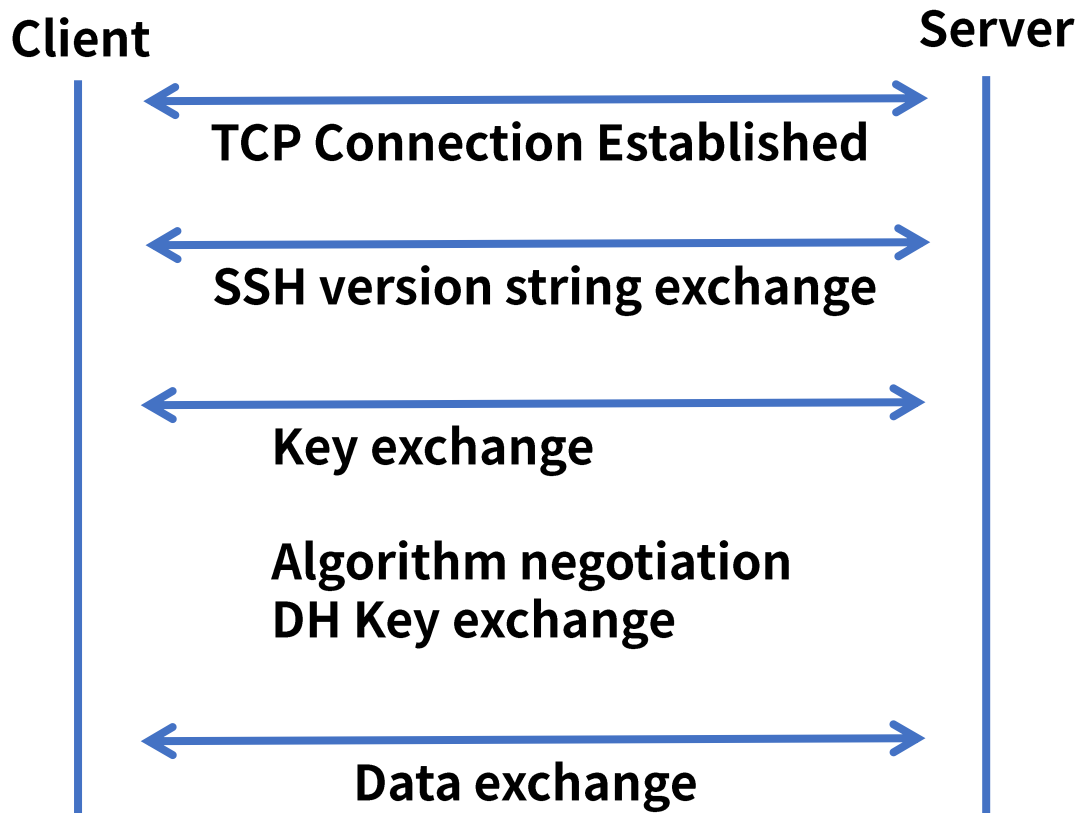 Client
Server
TCP Connection Established
SSH version string exchange
Key exchange
Algorithm negotiation
DH Key exchange
Data exchange